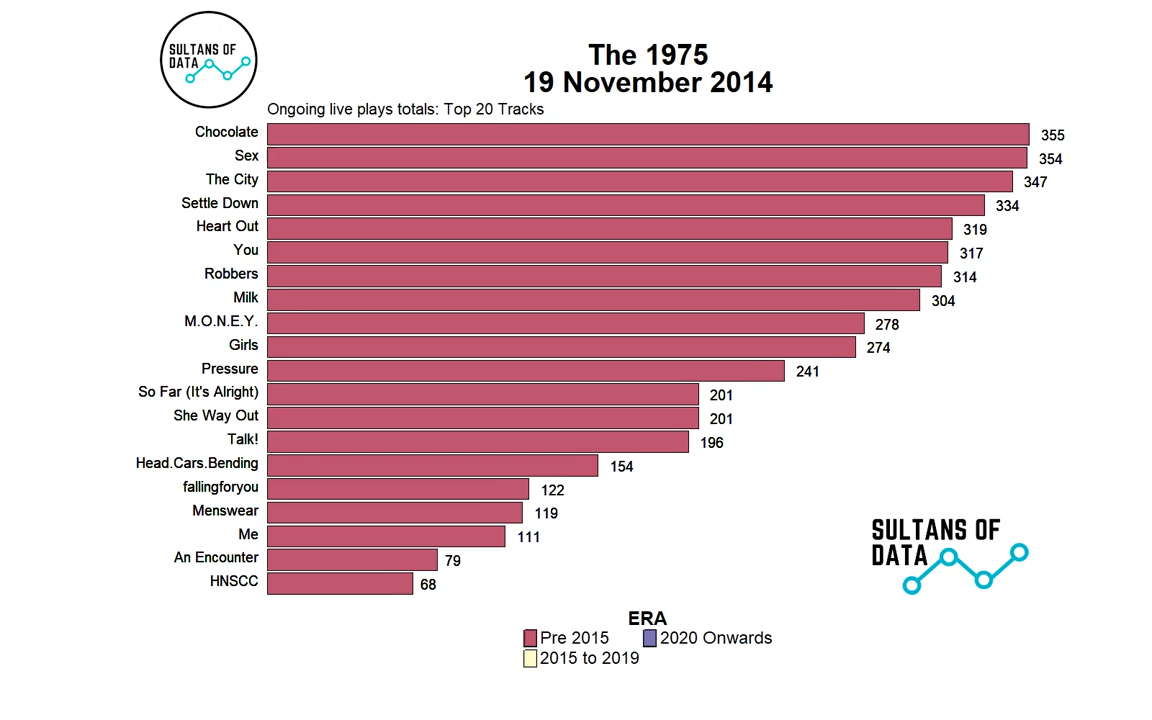 SULTANS OF
DATA
The 1975
19 November 2014
Ongoing live plays totals: Top 20 Tracks
Chocolate 355
Sex 354
The City 347
Settle Down 334
Heart Out 319
You 317
Robbers 314
Milk 304
M.O.N.E.Y. 278
Girls 274
Pressure 241
So Far (It's Alright) 201
She Way Out 201
Talk! 196
Head.Cars.Bending 154
fallingforyou 122
Menswear 119
Me 111
An Encounter 79
HNSCC 68
SULTANS OF
DATA
ERA
Pre 2015 2020 Onwards
2015 to 2019